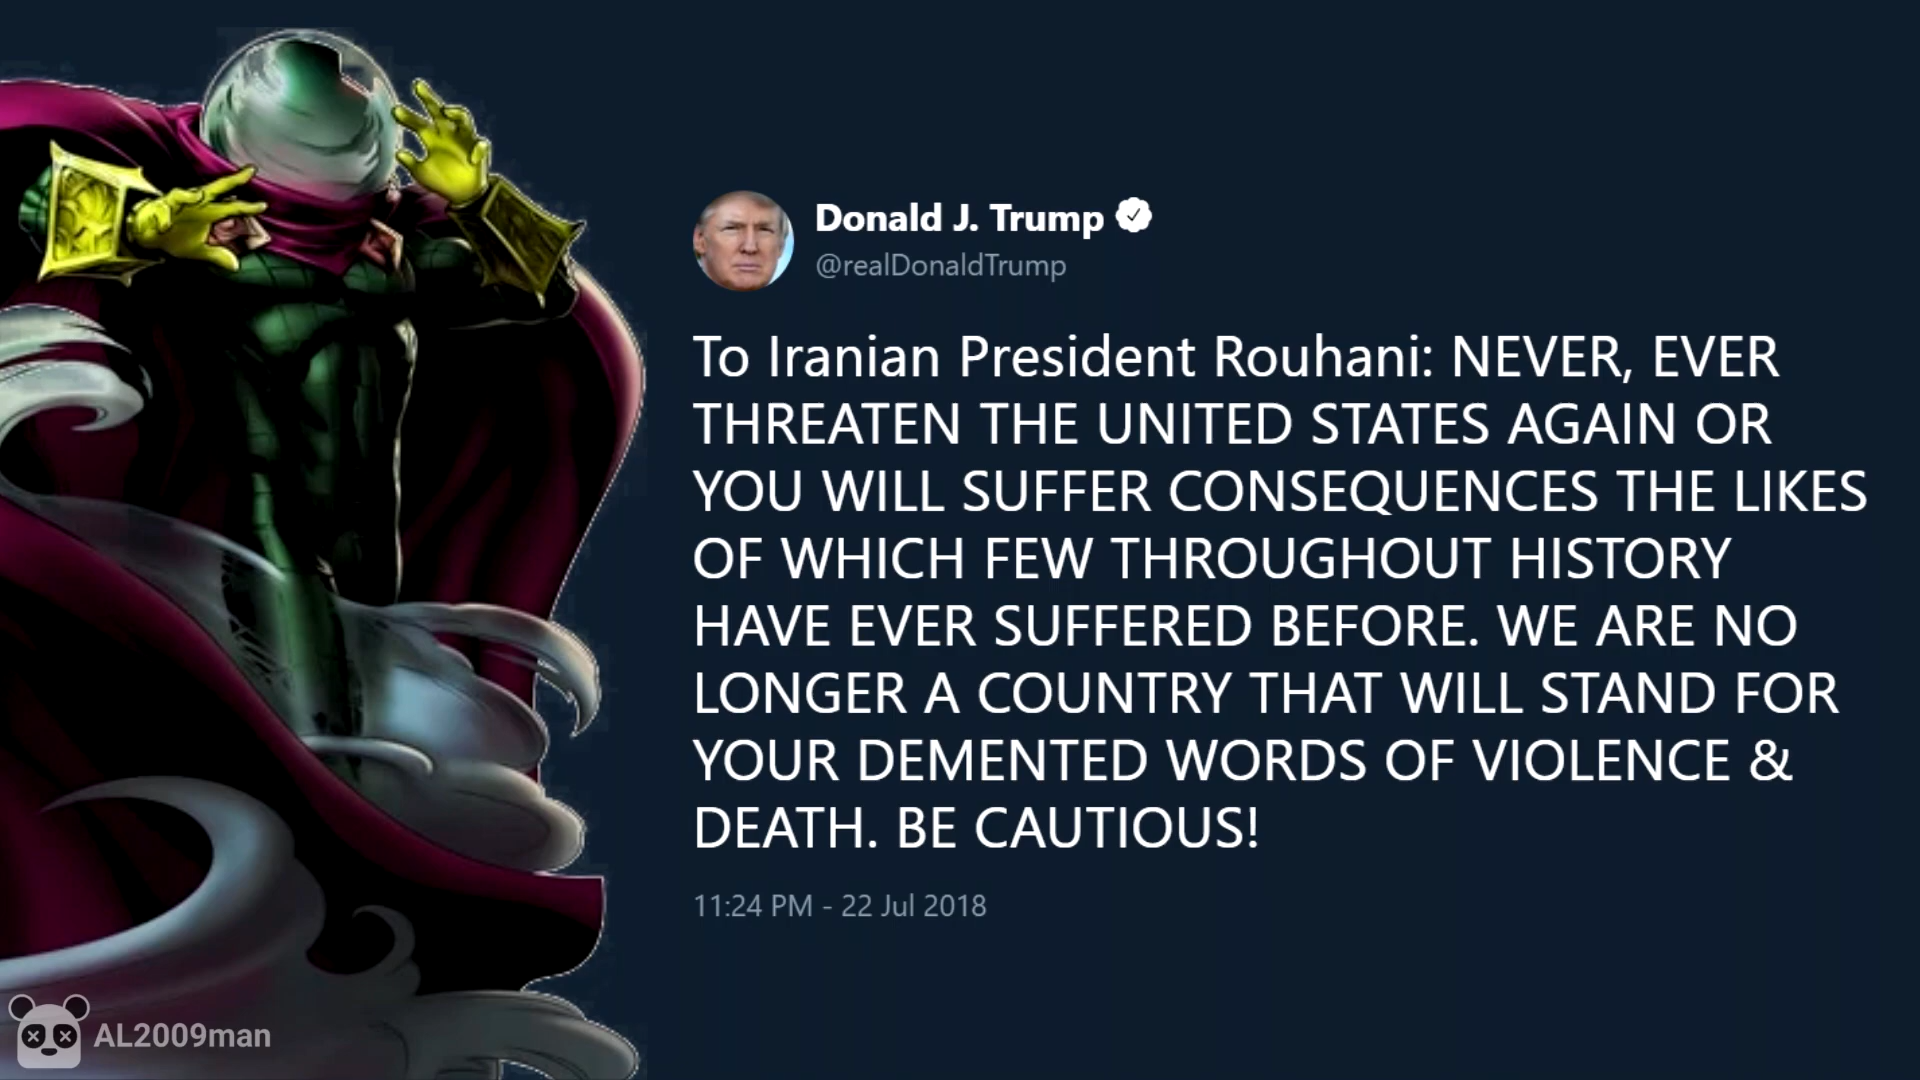 Donald J. Trump
@realDonaldTrump
To Iranian President Rouhani: NEVER, EVER
THREATEN THE UNITED STATES AGAIN OR
YOU WILL SUFFER CONSEQUENCES THE LIKES
OF WHICH FEW THROUGHOUT HISTORY
HAVE EVER SUFFERED BEFORE. WE ARE NO
LONGER A COUNTRY THAT WILL STAND FOR
YOUR DEMENTED WORDS OF VIOLENCE &
DEATH. BE CAUTIOUS!
11:24 PM - 22 Jul 2018
AL2009man